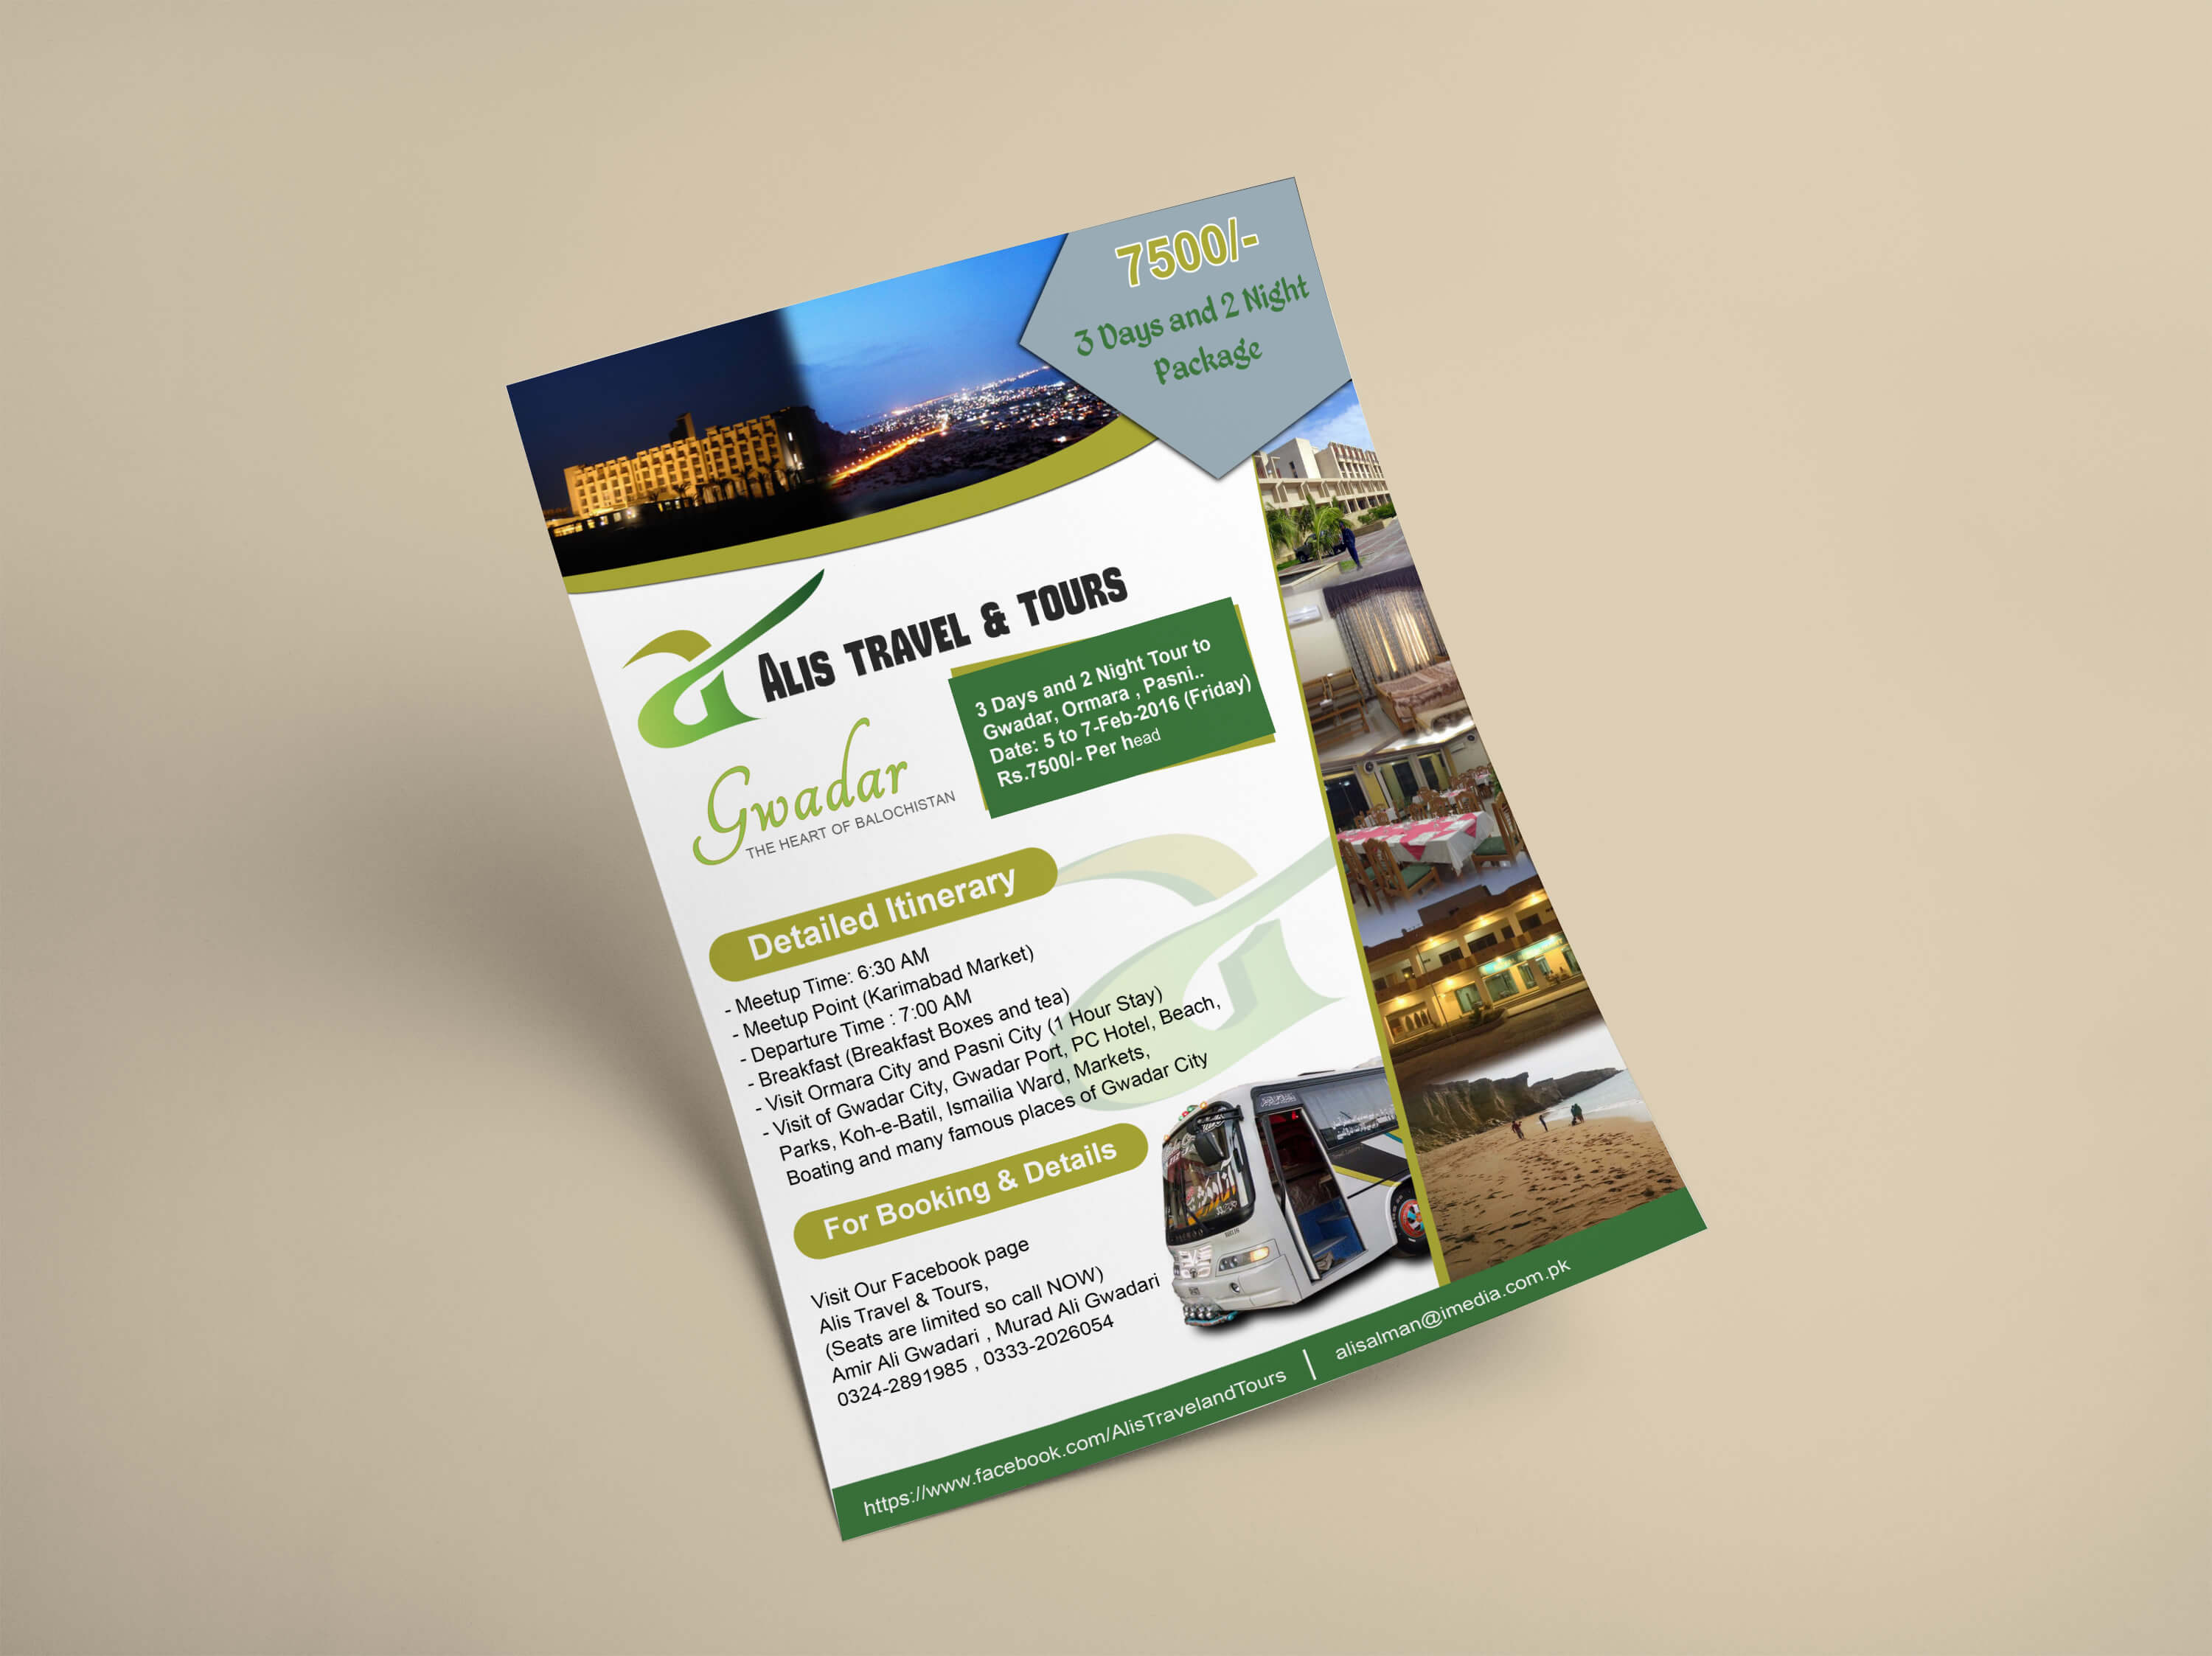 7500/-
3 Days and 2 Night
Package
ALIS TRAVEL & TOURS
3 Days and 2 Night Tour to
Gwadar, Ormara , Pasni..
Date: 5 to 7-Feb-2016 (Friday)
Rs.7500/- Per head
Gwadar
THE HEART OF BALOCHISTAN
Detailed Itinerary
- Meetup Time: 6:30 AM
- Meetup Point (Karimabad Market)
- Departure Time : 7:00 AM
- Breakfast (Breakfast Boxes and tea)
- Visit Ormara City and Pasni City (1 Hour Stay)
- Visit of Gwadar City, Gwadar Port, PC Hotel, Beach,
Parks, Koh-e-Batil, Ismailia Ward, Markets,
Boating and many famous places of Gwadar City
For Booking & Details
Visit Our Facebook page
Alis Travel & Tours,
(Seats are limited so call NOW)
Amir Ali Gwadari , Murad Ali Gwadari
0324-2891985 , 0333-2026054
https://www.facebook.com/AlisTravelandTours | alisalman@imedia.com.pk